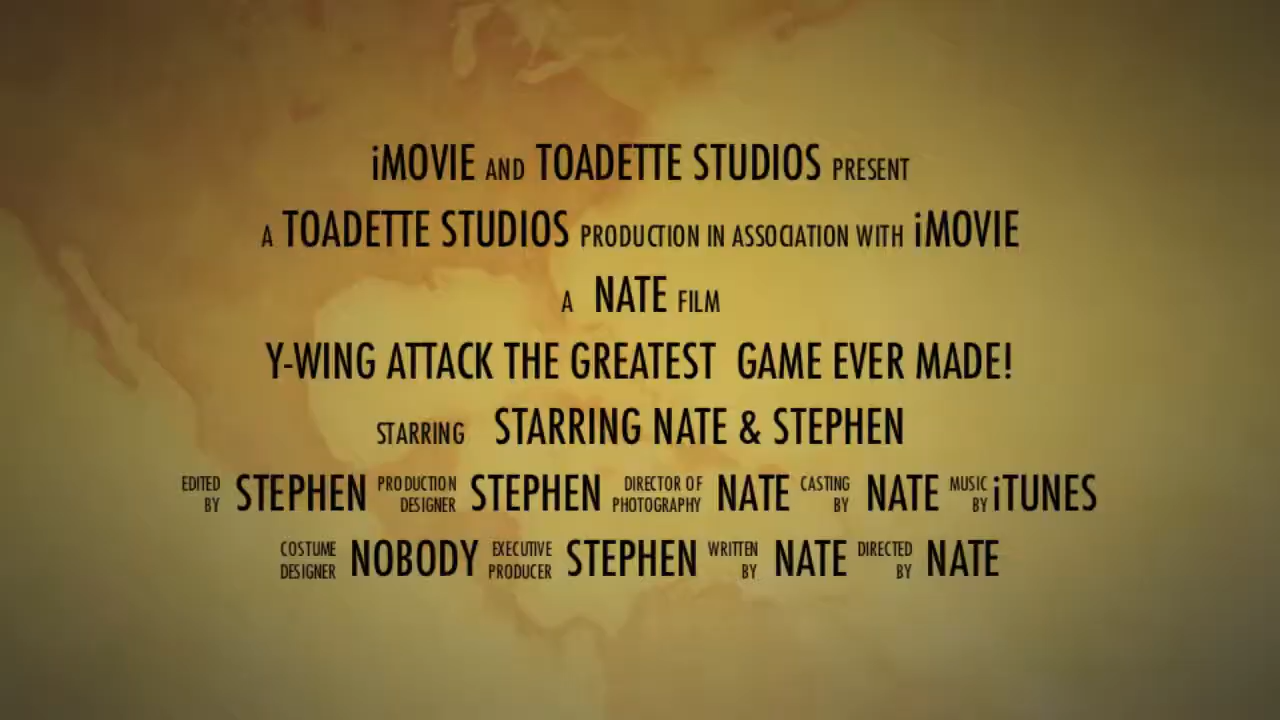 iMOVIE AND TOADETTE STUDIOS PRESENT
A TOADETTE STUDIOS PRODUCTION IN ASSOCIATION WITH iMOVIE
A NATE FILM
Y-WING ATTACK THE GREATEST GAME EVER MADE!
STARRING STARRING NATE & STEPHEN
EDITED BY STEPHEN PRODUCTION DESIGNER STEPHEN DIRECTOR OF PHOTOGRAPHY NATE CASTING BY NATE MUSIC BY iTUNES
COSTUME DESIGNER NOBODY EXECUTIVE PRODUCER STEPHEN WRITTEN BY NATE DIRECTED BY NATE